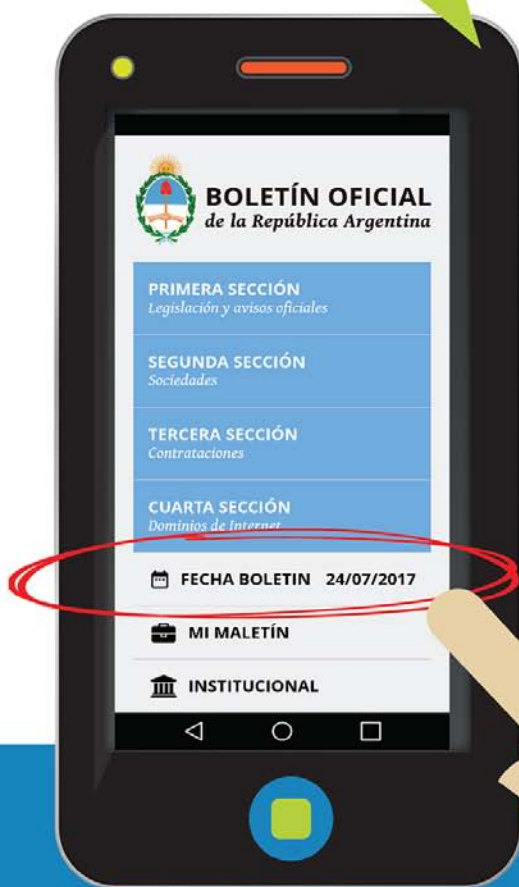 BOLETÍN OFICIAL
de la República Argentina
PRIMERA SECCIÓN
Legislación y avisos oficiales
SEGUNDA SECCIÓN
Sociedades
TERCERA SECCIÓN
Contrataciones
CUARTA SECCIÓN
Dominios de Internet
FECHA BOLETIN 24/07/2017
MI MALETÍN
INSTITUCIONAL